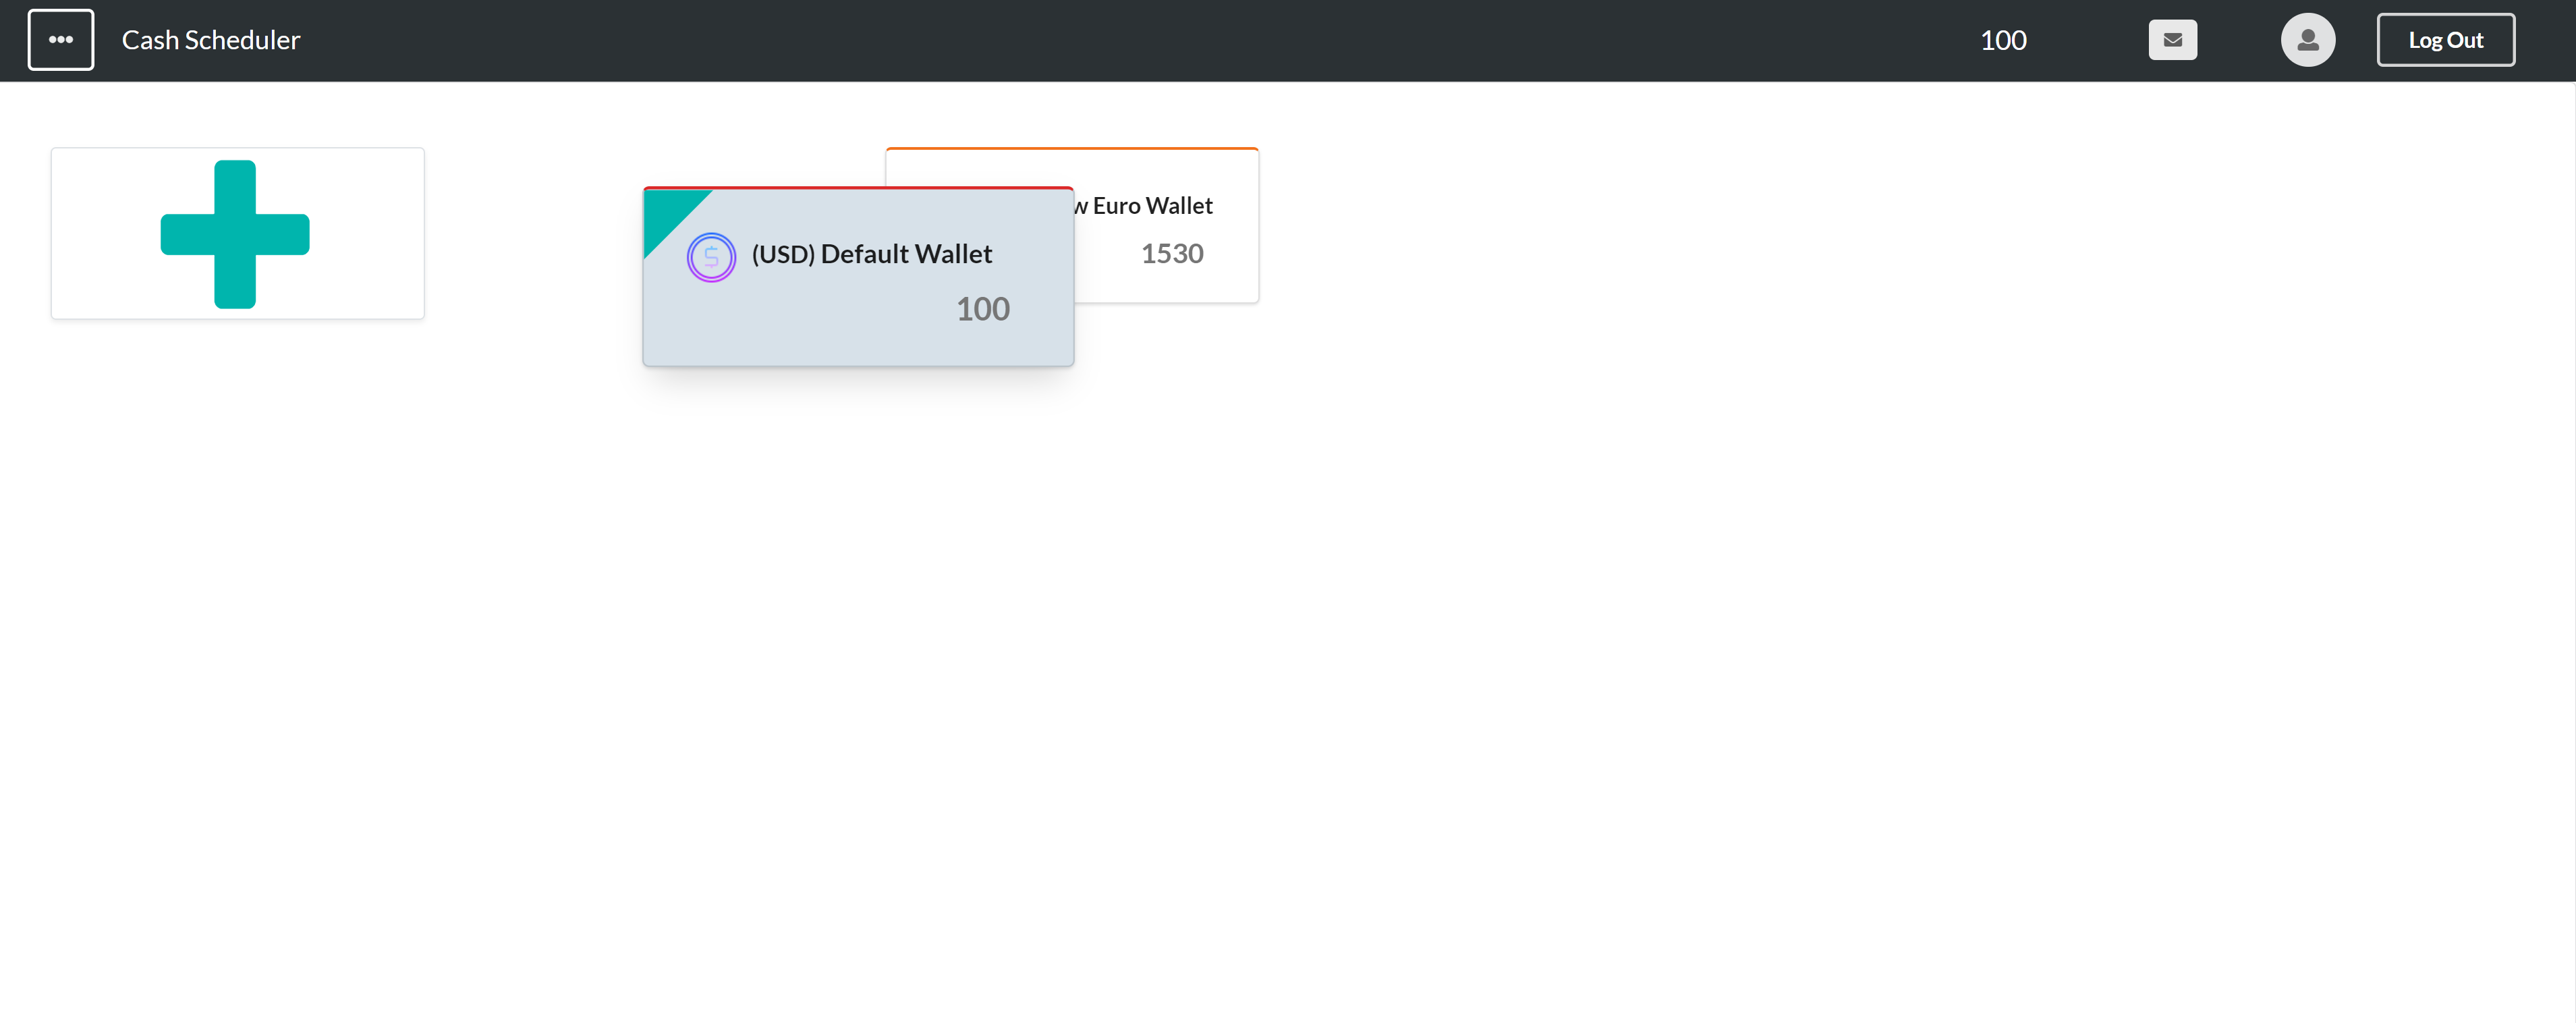 Cash Scheduler
100
Log Out
Euro Wallet
1530
(USD) Default Wallet
100